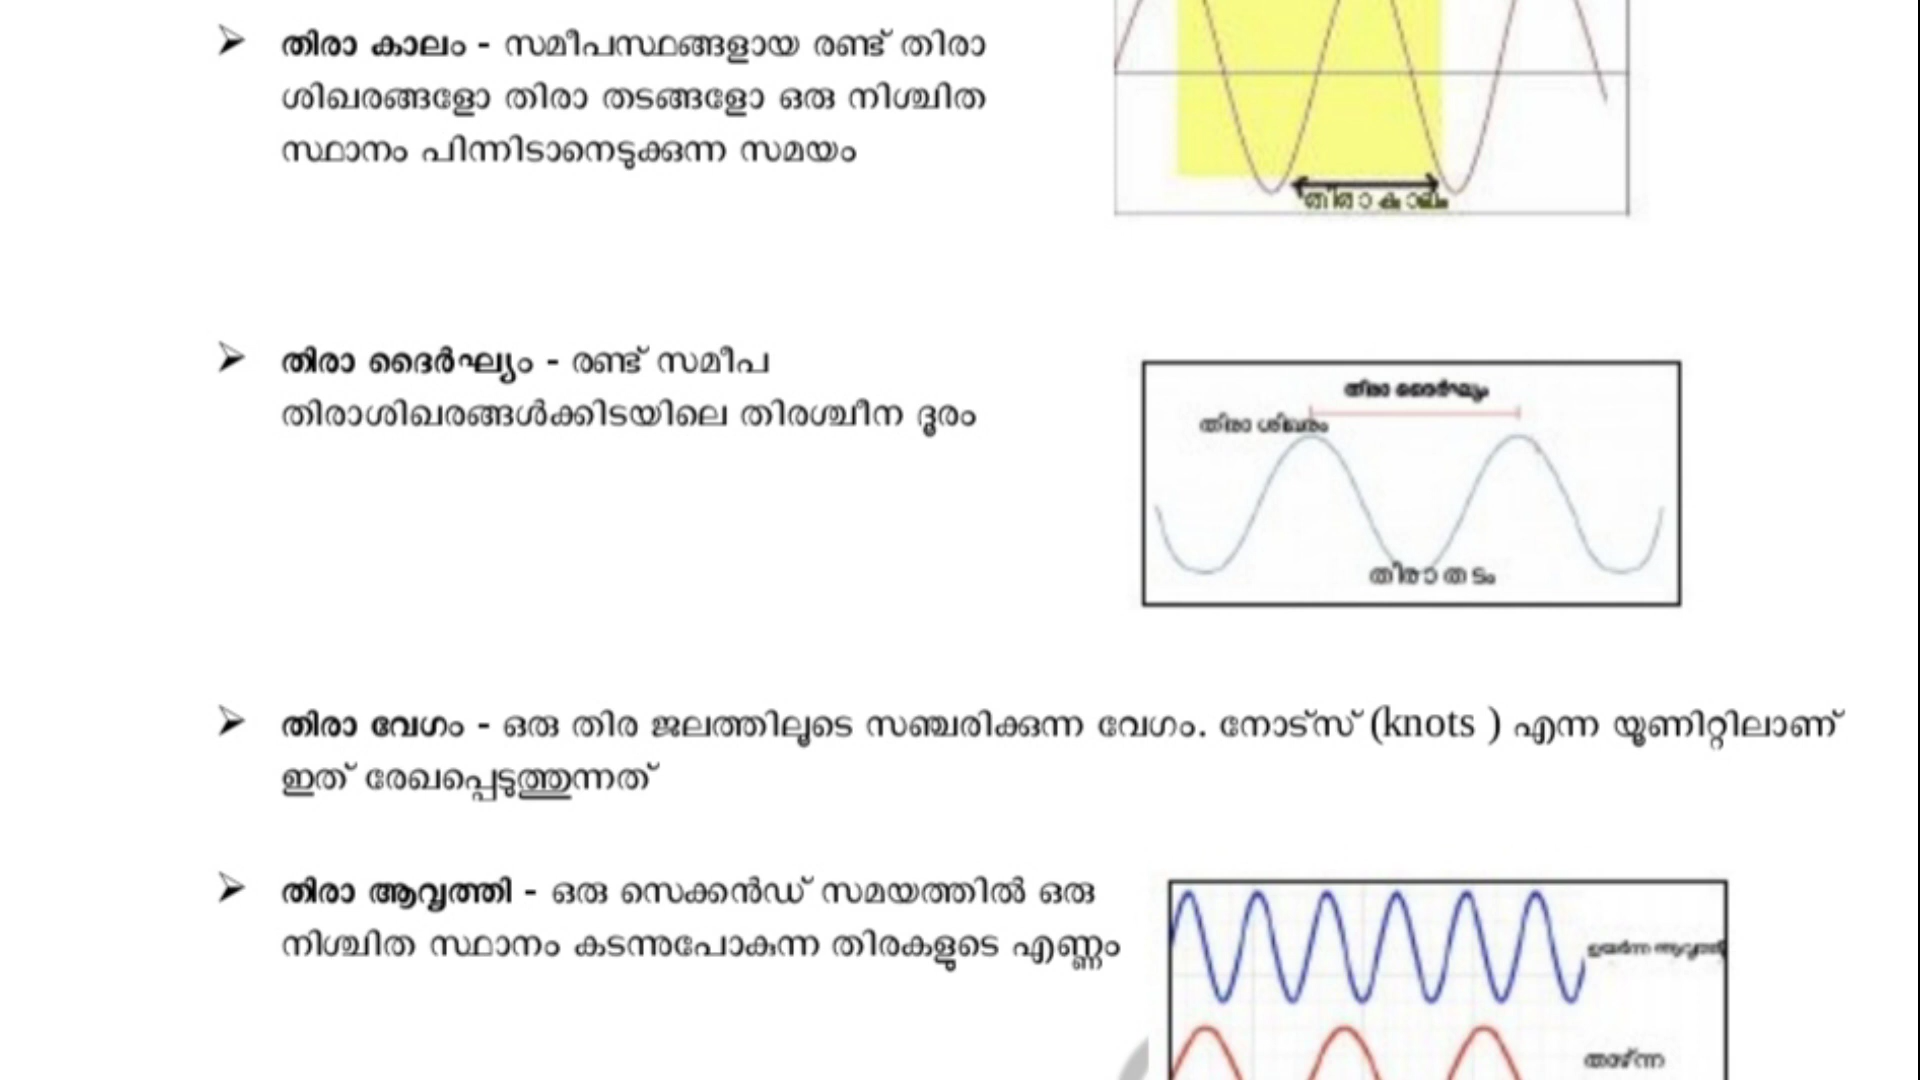 ➢ തിരാ കാലം - സമീപസ്ഥങ്ങളായ രണ്ട് തിരാ
ശിഖരങ്ങളോ തിരാ തടങ്ങളോ ഒരു നിശ്ചിത
സ്ഥാനം പിന്നിടാനെടുക്കുന്ന സമയം
തിരാ കാലം
➢ തിരാ ദൈർഘ്യം - രണ്ട് സമീപ
തിരാശിഖരങ്ങൾക്കിടയിലെ തിരശ്ചീന ദൂരം
തിരാ ദൈർഘ്യം
തിരാ ശിഖരം
തിരാ തടം
➢ തിരാ വേഗം - ഒരു തിര ജലത്തിലൂടെ സഞ്ചരിക്കുന്ന വേഗം. നോട്സ് (knots ) എന്ന യൂണിറ്റിലാണ്
ഇത് രേഖപ്പെടുത്തുന്നത്
➢ തിരാ ആവൃത്തി - ഒരു സെക്കൻഡ് സമയത്തിൽ ഒരു
നിശ്ചിത സ്ഥാനം കടന്നുപോകുന്ന തിരകളുടെ എണ്ണം
ഉയർന്ന ആവൃത്തി
താഴ്ന്ന